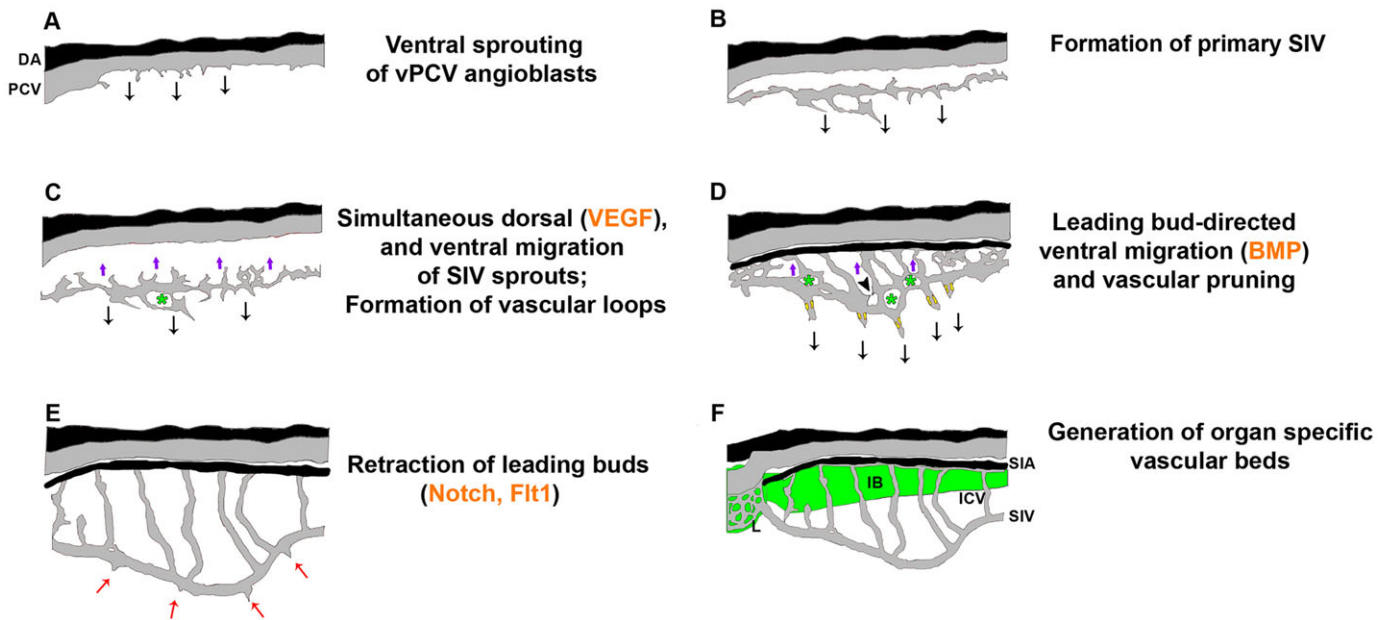 A
DA
PCV
Ventral sprouting
of vPCV angioblasts
B
Formation of primary SIV
C
Simultaneous dorsal (VEGF),
and ventral migration
of SIV sprouts;
Formation of vascular loops
*
D
Leading bud-directed
ventral migration (BMP)
and vascular pruning
*
*
*
E
Retraction of leading buds
(Notch, Flt1)
F
Generation of organ specific
vascular beds
SIA
IB
ICV
SIV
L